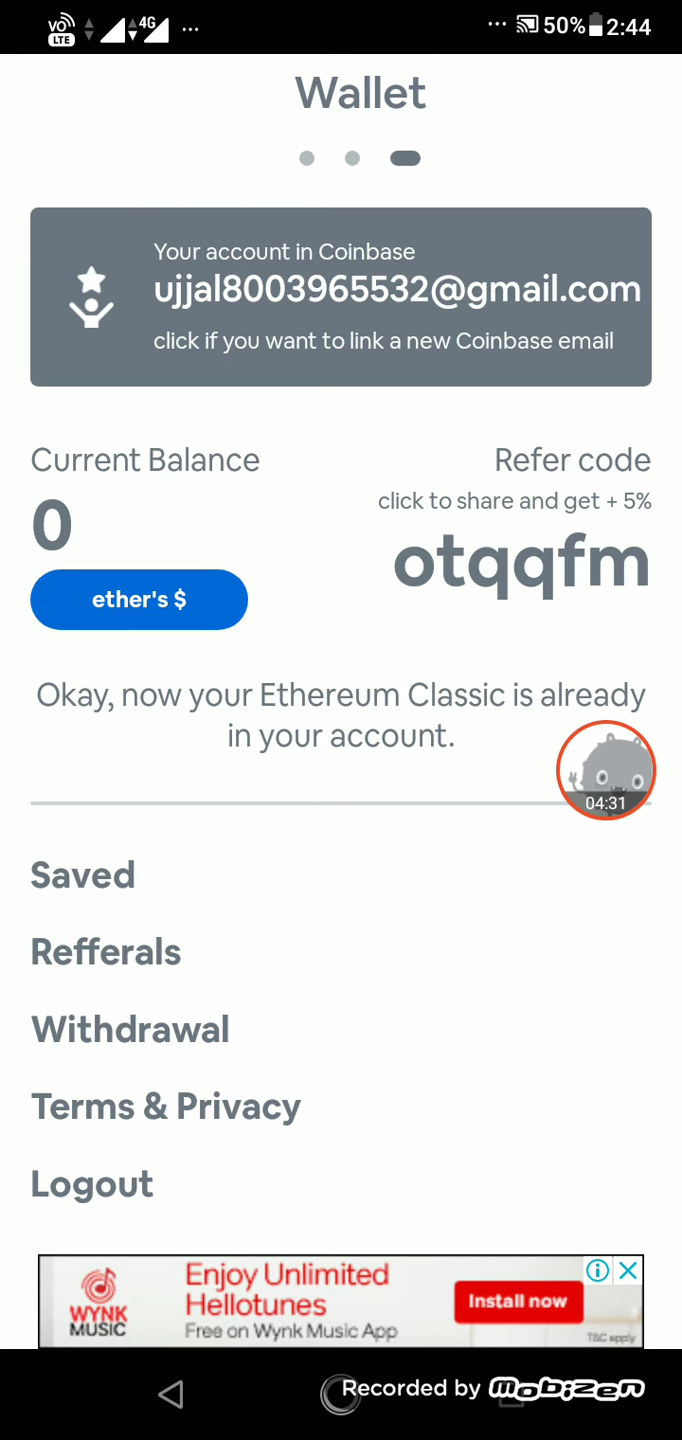 VO LTE 4G ... ... 50% 2:44
Wallet
Your account in Coinbase
ujjal8003965532@gmail.com
click if you want to link a new Coinbase email
Current Balance
Refer code
click to share and get + 5%
0
otqqfm
ether's $
Okay, now your Ethereum Classic is already
in your account.
04:31
Saved
Refferals
Withdrawal
Terms & Privacy
Logout
WYNK
MUSIC
Enjoy Unlimited
Hellotunes
Free on Wynk Music App
Install now
T&C apply
Recorded by MOBIZEN